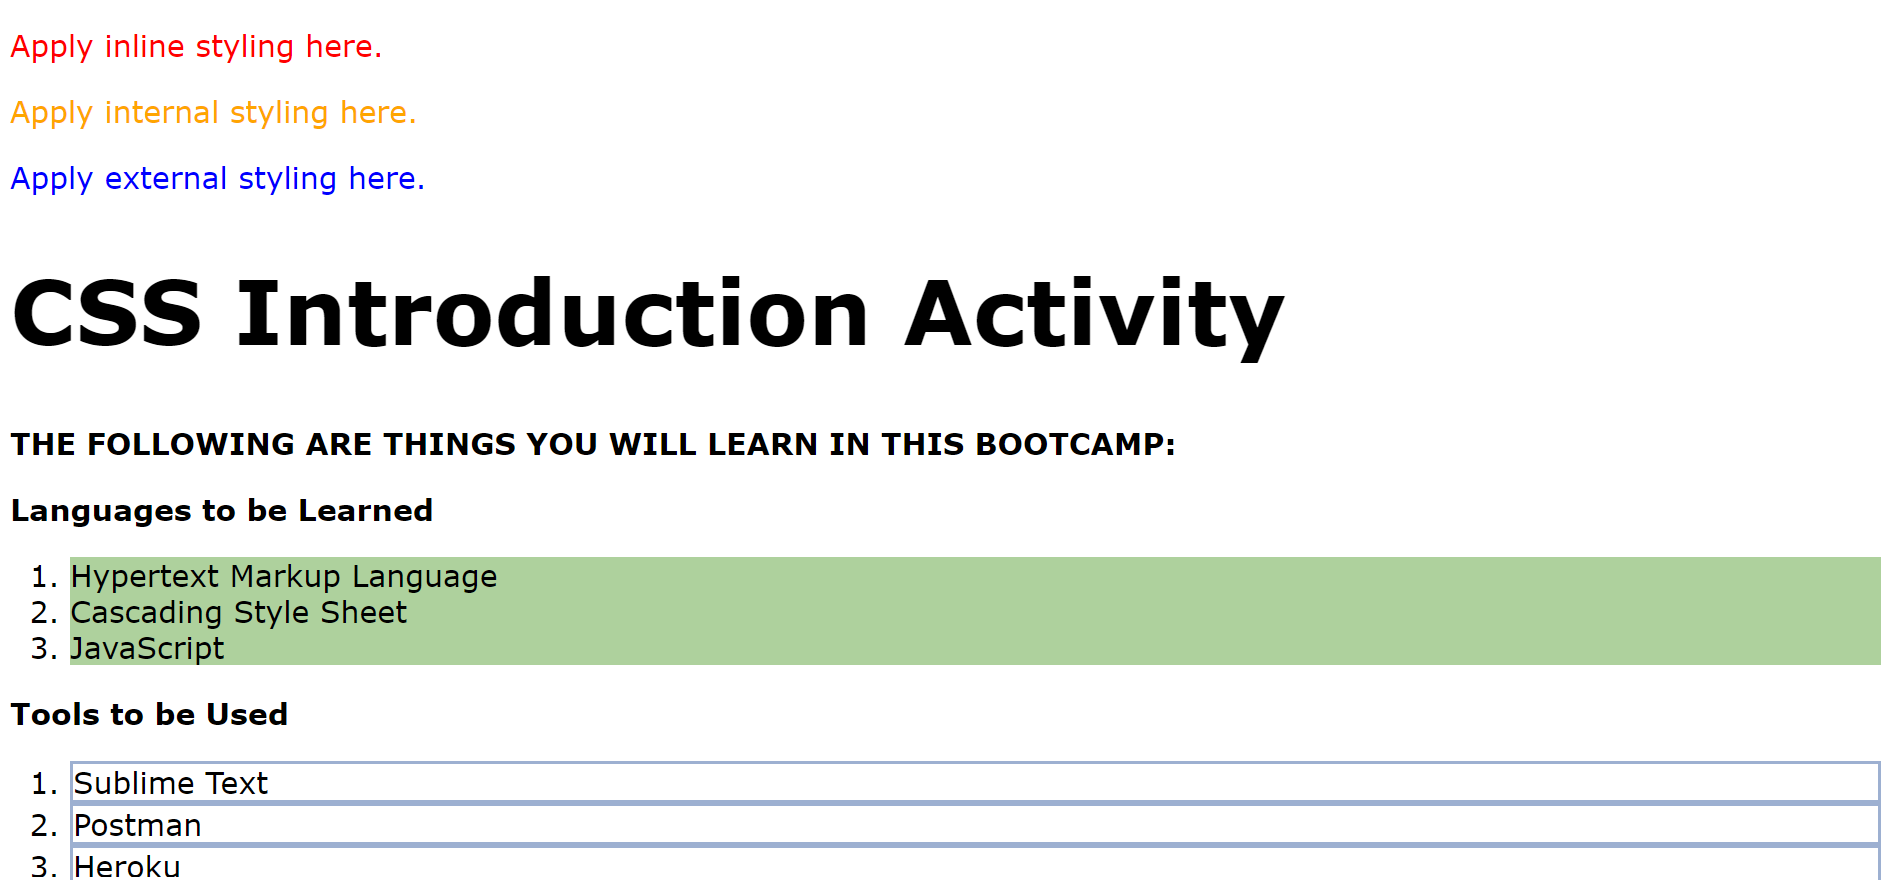 Apply inline styling here.
Apply internal styling here.
Apply external styling here.
CSS Introduction Activity
THE FOLLOWING ARE THINGS YOU WILL LEARN IN THIS BOOTCAMP:
Languages to be Learned
1. Hypertext Markup Language
2. Cascading Style Sheet
3. JavaScript
Tools to be Used
1. Sublime Text
2. Postman
3. Heroku